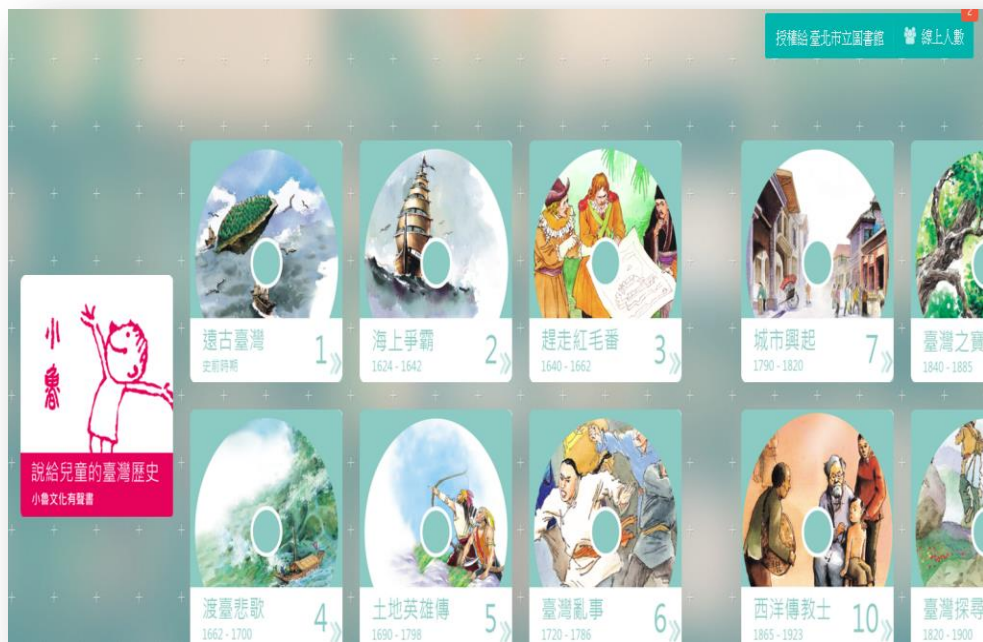 2
授權給 臺北市立圖書館
線上人數
小魯
說給兒童的臺灣歷史
小魯文化有聲書
遠古臺灣
史前時期
1
海上爭霸
1624 - 1642
2
趕走紅毛番
1640 - 1662
3
城市興起
1790 - 1820
7
臺灣之寶
1840 - 1885
渡臺悲歌
1662 - 1700
4
土地英雄傳
1690 - 1798
5
臺灣亂事
1720 - 1786
6
西洋傳教士
1865 - 1923
10
臺灣探尋
1820 - 1900